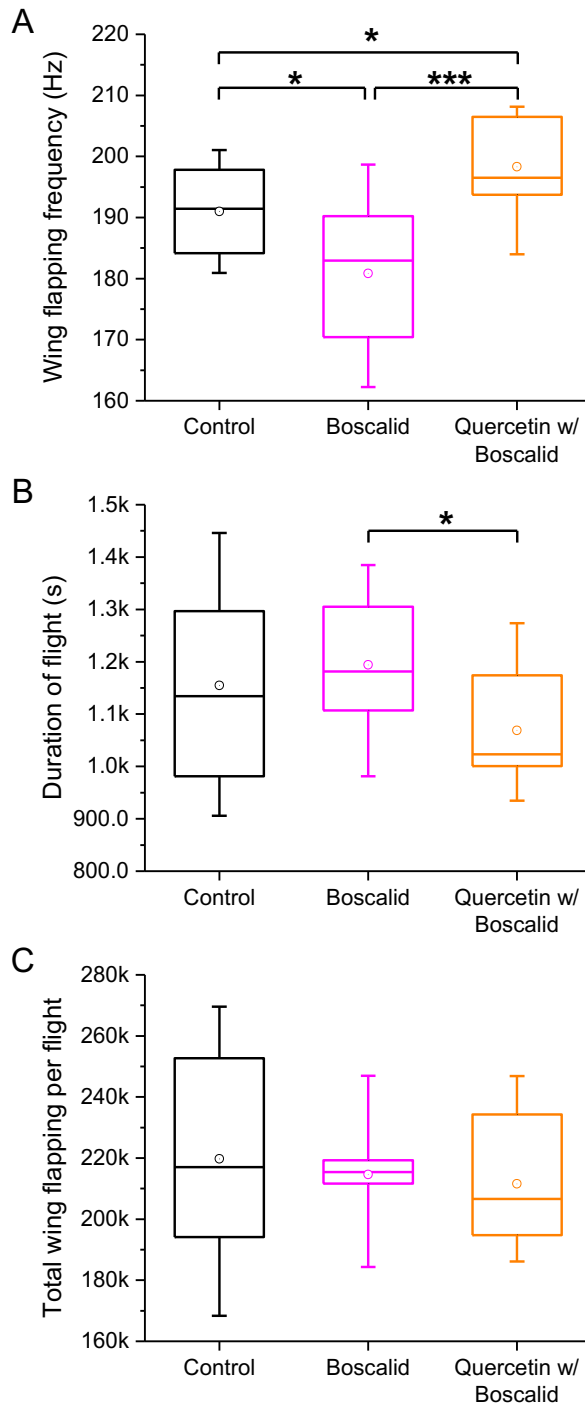 A
Wing flapping frequency (Hz)
220
210
200
190
180
170
160
*
*
***
Control
Boscalid
Quercetin w/
Boscalid
B
Duration of flight (s)
1.5k
1.4k
1.3k
1.2k
1.1k
1.0k
900.0
800.0
*
Control
Boscalid
Quercetin w/
Boscalid
C
Total wing flapping per flight
280k
260k
240k
220k
200k
180k
160k
Control
Boscalid
Quercetin w/
Boscalid